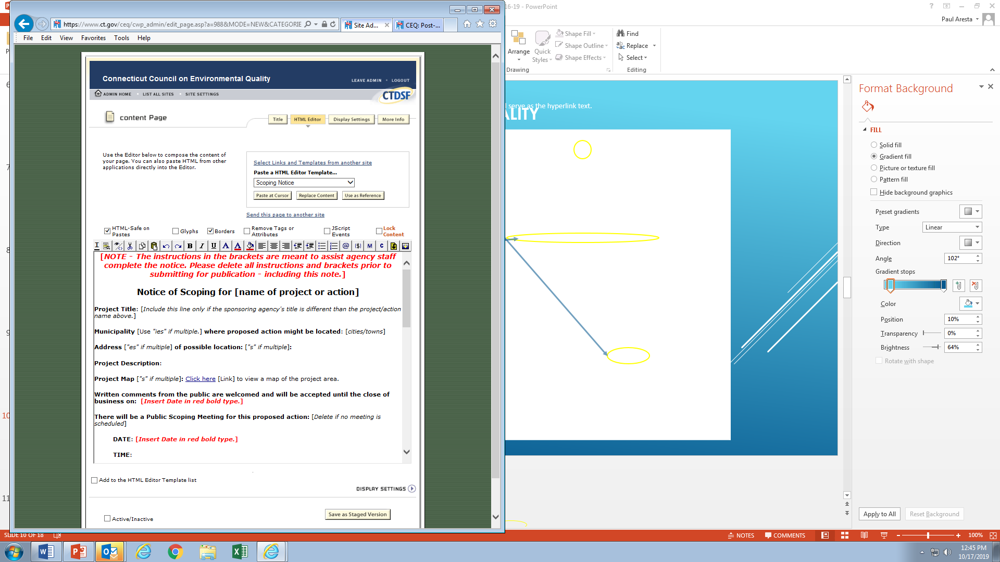 16-19 - PowerPoint
Paul Aresta
https://www.ct.gov/ceq/cwp_admin/edit_page.asp?a=988&MODE=NEW&CATEGORIE
Site Ad...
CEQ: Post-...
File Edit View Favorites Tools Help
Arrange
Quick Styles
Shape Fill
Shape Outline
Shape Effects
Drawing
Find
Replace
Select
Editing
Connecticut Council on Environmental Quality
LEAVE ADMIN • LOGOUT
ADMIN HOME • LIST ALL SITES • SITE SETTINGS
CTDSF
content Page
Title
HTML Editor
Display Settings
More Info
Use the Editor below to compose the content of
your page. You can also paste HTML from other
applications directly into the Editor.
Select Links and Templates from another site
Paste a HTML Editor Template...
Scoping Notice
Paste at Cursor
Replace Content
Use as Reference
Send this page to another site
HTML-Safe on Pastes
Glyphs
Borders
Remove Tags or Attributes
JScript Events
Lock Content
[NOTE - The instructions in the brackets are meant to assist agency staff
complete the notice. Please delete all instructions and brackets prior to
submitting for publication - including this note.]
Notice of Scoping for [name of project or action]
Project Title: [Include this line only if the sponsoring agency's title is different than the project/action
name above.]
Municipality [Use "ies" if multiple.] where proposed action might be located: [cities/towns]
Address ["es" if multiple] of possible location: ["s" if multiple]:
Project Description:
Project Map ["s" if multiple]: Click here [Link] to view a map of the project area.
Written comments from the public are welcomed and will be accepted until the close of
business on: [Insert Date in red bold type.]
There will be a Public Scoping Meeting for this proposed action: [Delete if no meeting is
scheduled]
DATE: [Insert Date in red bold type.]
TIME:
Add to the HTML Editor Template list
DISPLAY SETTINGS
Active/Inactive
Save as Staged Version
serve as the hyperlink text.
ALITY
Format Background
FILL
Solid fill
Gradient fill
Picture or texture fill
Pattern fill
Hide background graphics
Preset gradients
Type Linear
Direction
Angle 102°
Gradient stops
Color
Position 10%
Transparency 0%
Brightness 64%
Rotate with shape
Apply to All
Reset Background
6
7
8
9
10
11
SLIDE 10 OF 18
NOTES
COMMENTS
100%
12:45 PM
10/17/2019